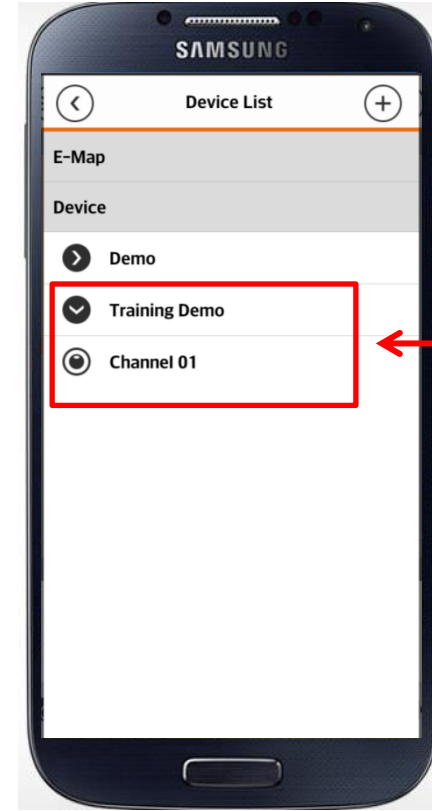 SAMSUNG
Device List
E-Map
Device
Demo
Training Demo
Channel 01